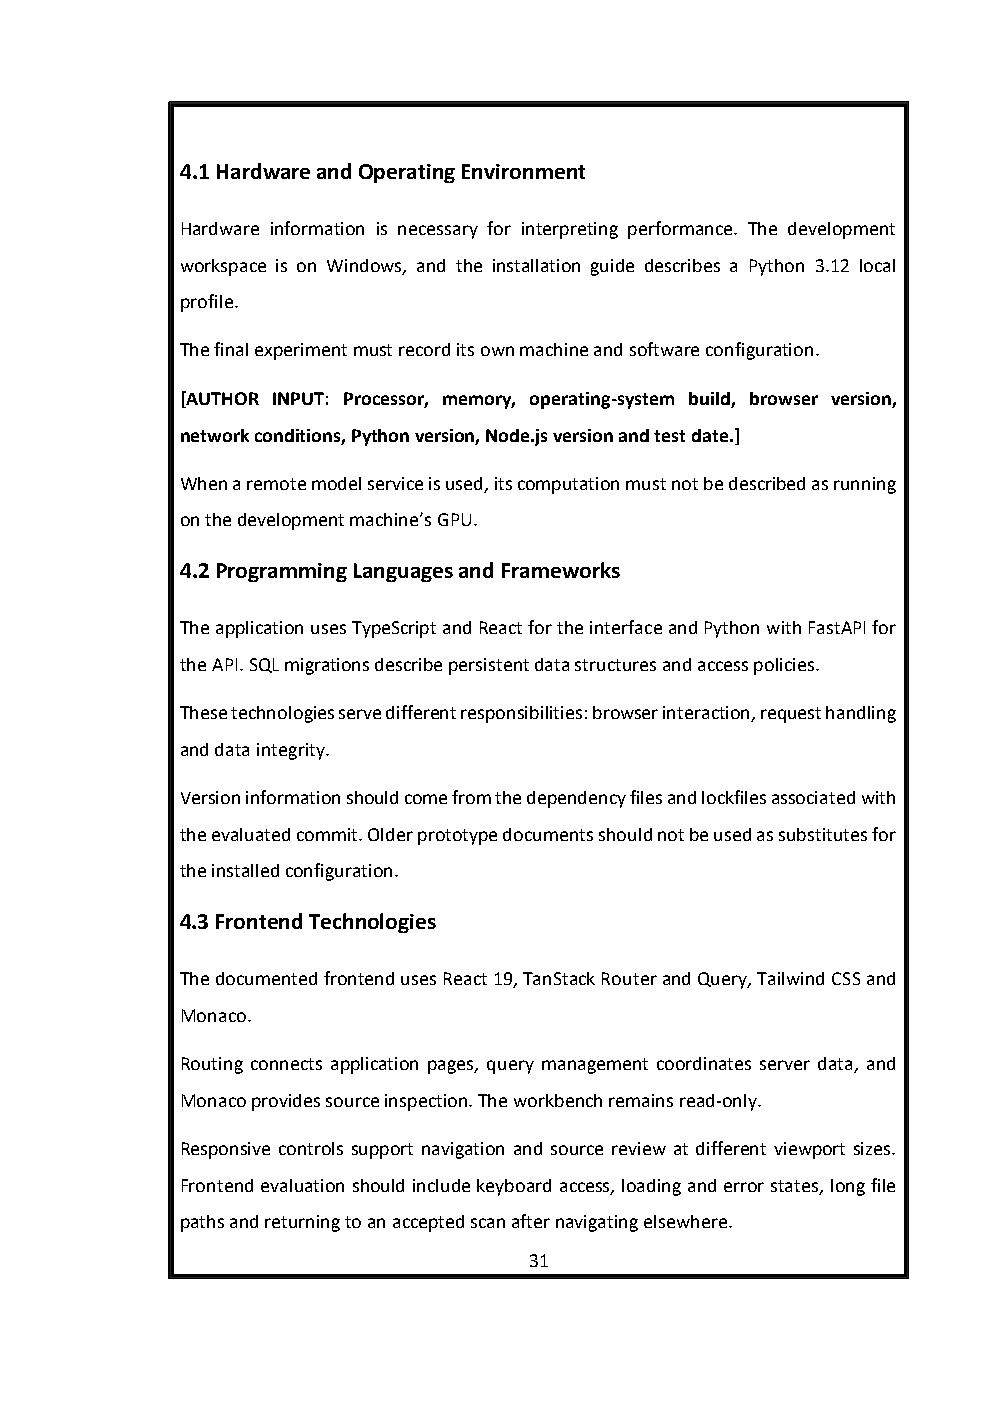 4.1 Hardware and Operating Environment
Hardware information is necessary for interpreting performance. The development
workspace is on Windows, and the installation guide describes a Python 3.12 local
profile.
The final experiment must record its own machine and software configuration.
[AUTHOR INPUT: Processor, memory, operating-system build, browser version,
network conditions, Python version, Node.js version and test date.]
When a remote model service is used, its computation must not be described as running
on the development machine’s GPU.
4.2 Programming Languages and Frameworks
The application uses TypeScript and React for the interface and Python with FastAPI for
the API. SQL migrations describe persistent data structures and access policies.
These technologies serve different responsibilities: browser interaction, request handling
and data integrity.
Version information should come from the dependency files and lockfiles associated with
the evaluated commit. Older prototype documents should not be used as substitutes for
the installed configuration.
4.3 Frontend Technologies
The documented frontend uses React 19, TanStack Router and Query, Tailwind CSS and
Monaco.
Routing connects application pages, query management coordinates server data, and
Monaco provides source inspection. The workbench remains read-only.
Responsive controls support navigation and source review at different viewport sizes.
Frontend evaluation should include keyboard access, loading and error states, long file
paths and returning to an accepted scan after navigating elsewhere.
31